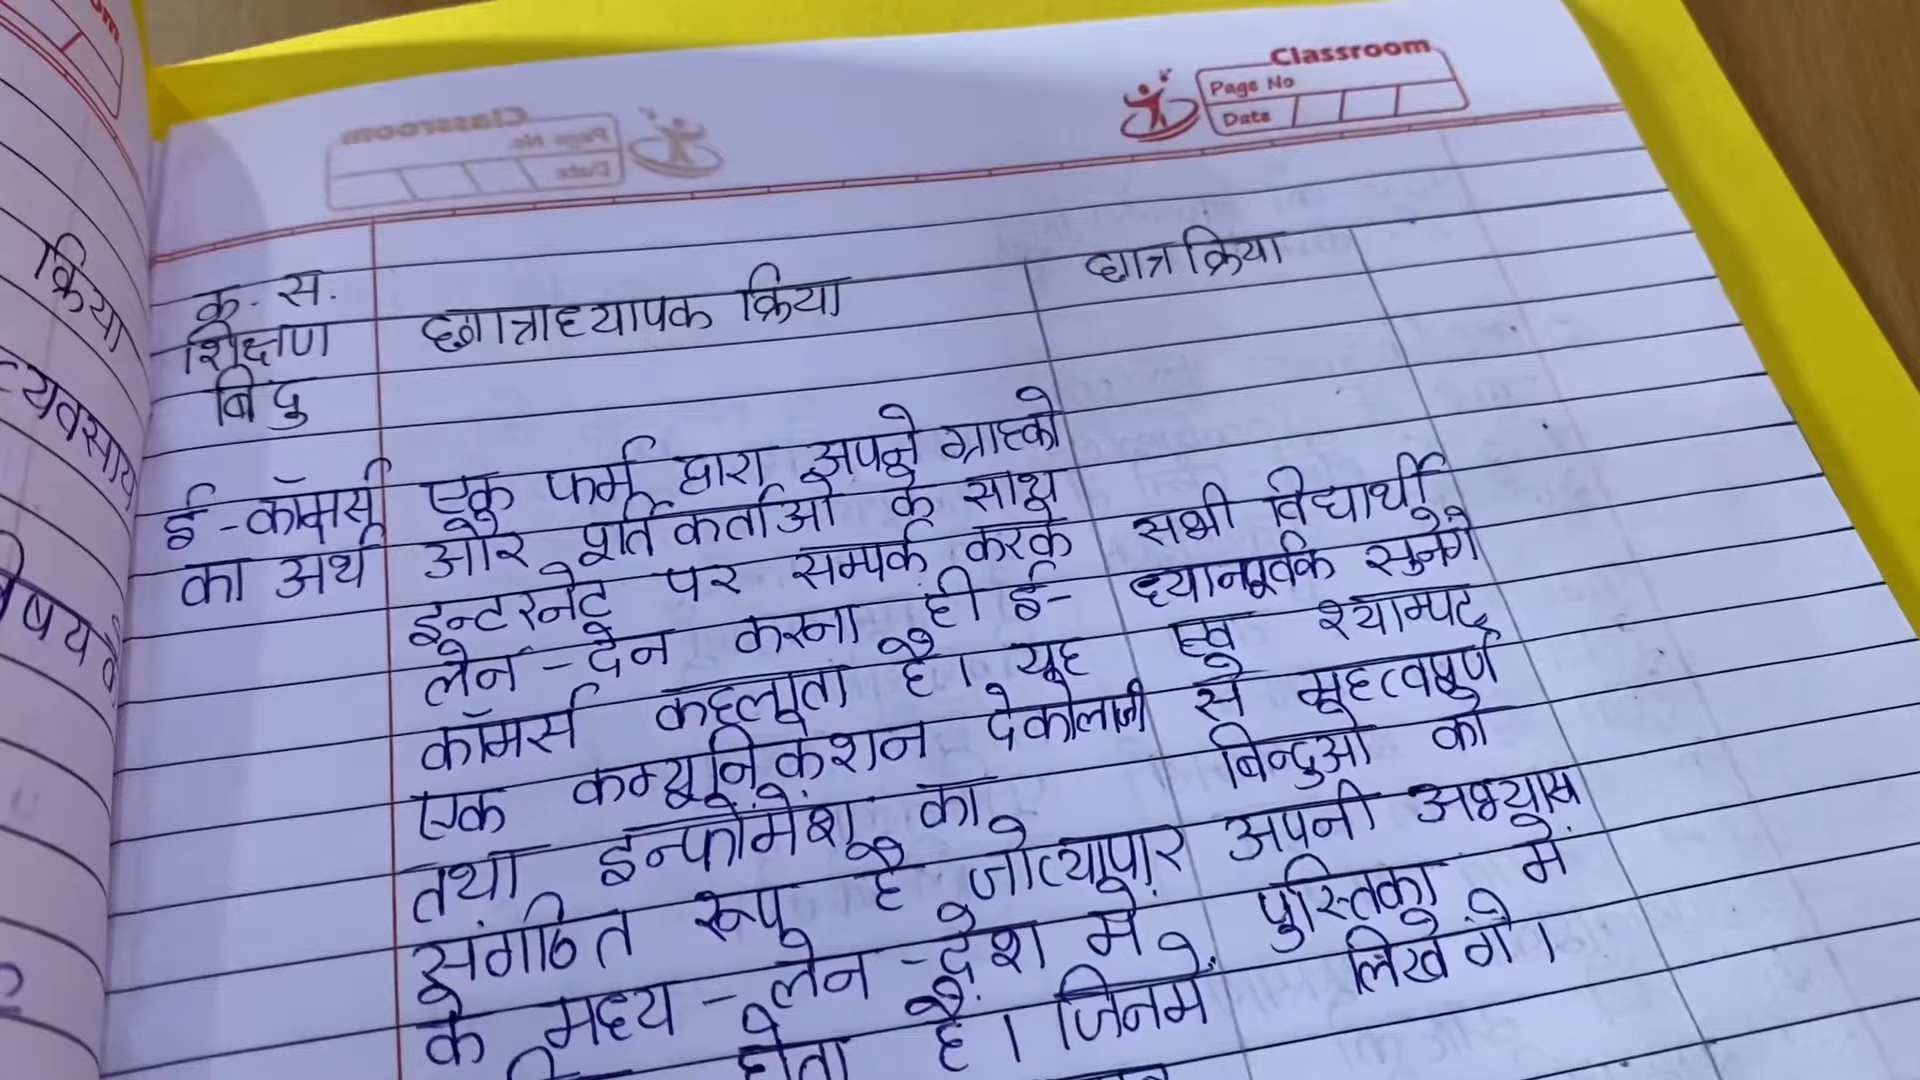 Classroom
Page No
Date
क्रिया
व्यवसाय
क्र. स.
शिक्षण
बिंदु
छात्राध्यापक क्रिया
छात्र क्रिया
ई-कॉमर्स
का अर्थ
एक फर्म द्वारा अपने ग्राहको
और पूर्तिकर्ताओ के साथ
इन्टरनेट पर सम्पर्क करके
लेन-देन करना ही ई-
कॉमर्स कहलाता है। यह
एक कम्यूनिकेशन देकोलाजी
तथा इन्फोमेंश का
संगठित रूप है जो व्यापार
के मध्य-लेन-देश में
होता है। जिनमें
सभी विद्यार्थी
ध्यानपूर्वक सुनेगे
एव श्यामपट
से महत्वपूर्ण
बिन्दुओ को
अपनी अभ्यास
पुस्तिका में
लिखेगे।